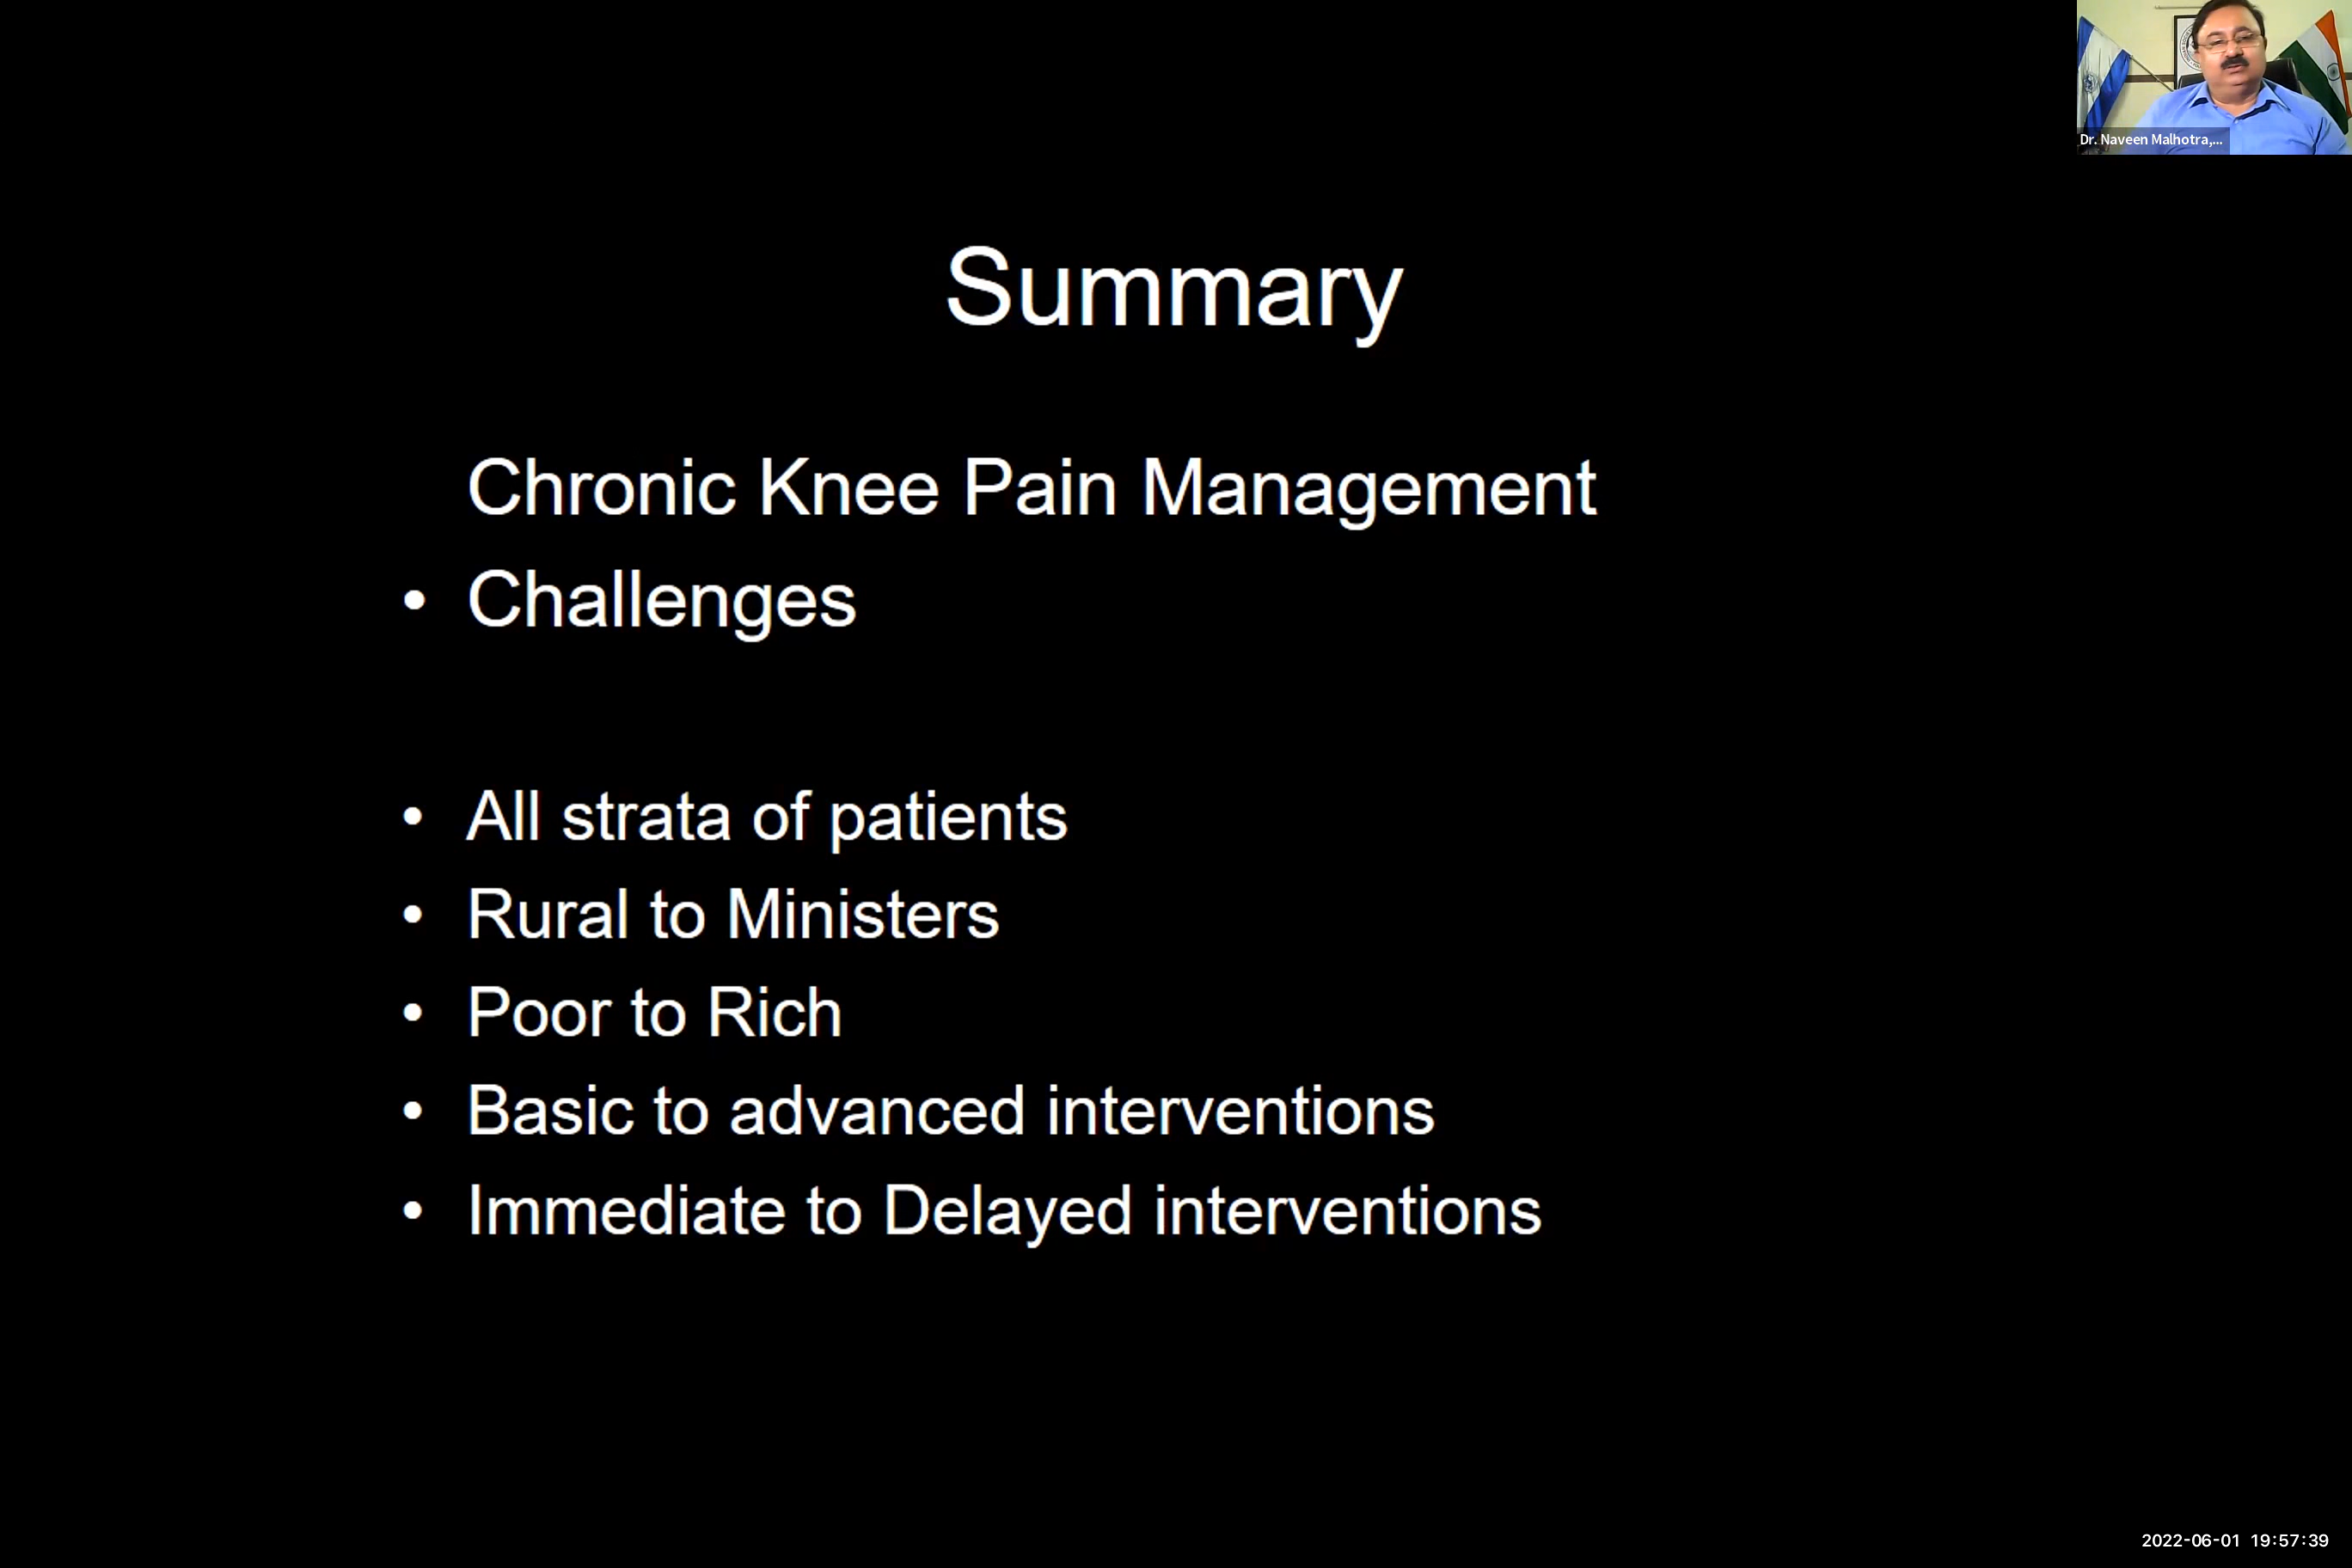 Dr. Naveen Malhotra,...
Summary
Chronic Knee Pain Management
• Challenges
• All strata of patients
• Rural to Ministers
• Poor to Rich
• Basic to advanced interventions
• Immediate to Delayed interventions
2022-06-01 19:57:39